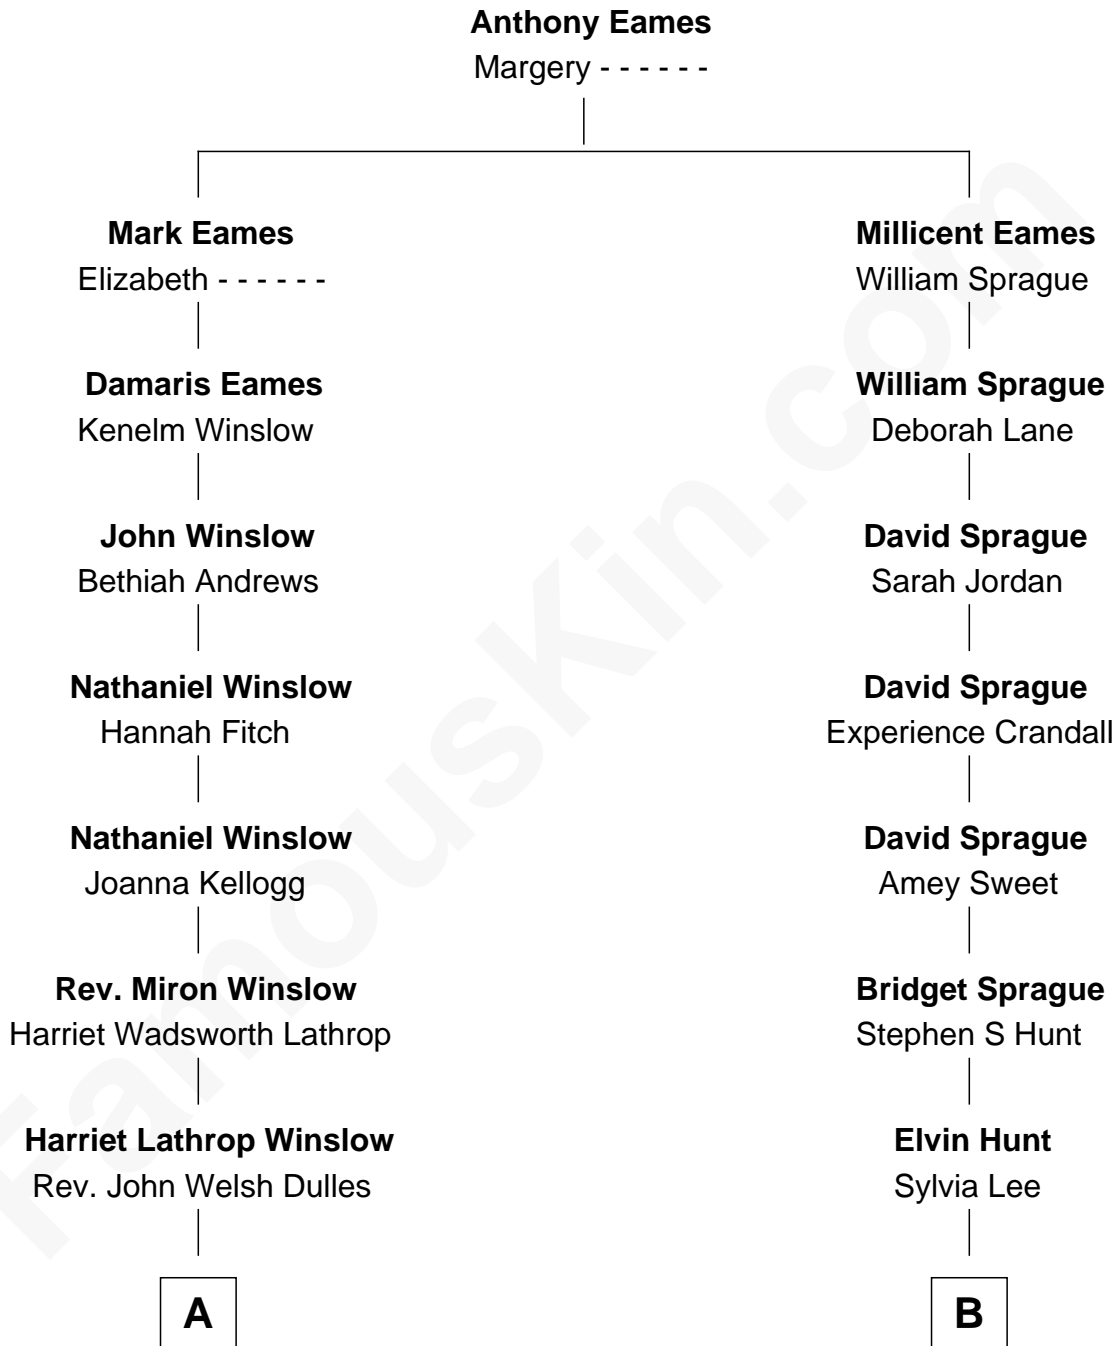 Anthony Eames
Margery - - - - - -
Mark Eames
Elizabeth - - - - - -
Millicent Eames
William Sprague
Damaris Eames
Kenelm Winslow
William Sprague
Deborah Lane
John Winslow
Bethiah Andrews
David Sprague
Sarah Jordan
Nathaniel Winslow
Hannah Fitch
David Sprague
Experience Crandall
Nathaniel Winslow
Joanna Kellogg
David Sprague
Amey Sweet
Rev. Miron Winslow
Harriet Wadsworth Lathrop
Bridget Sprague
Stephen S Hunt
Harriet Lathrop Winslow
Rev. John Welsh Dulles
Elvin Hunt
Sylvia Lee
A
B
FamousKin.com